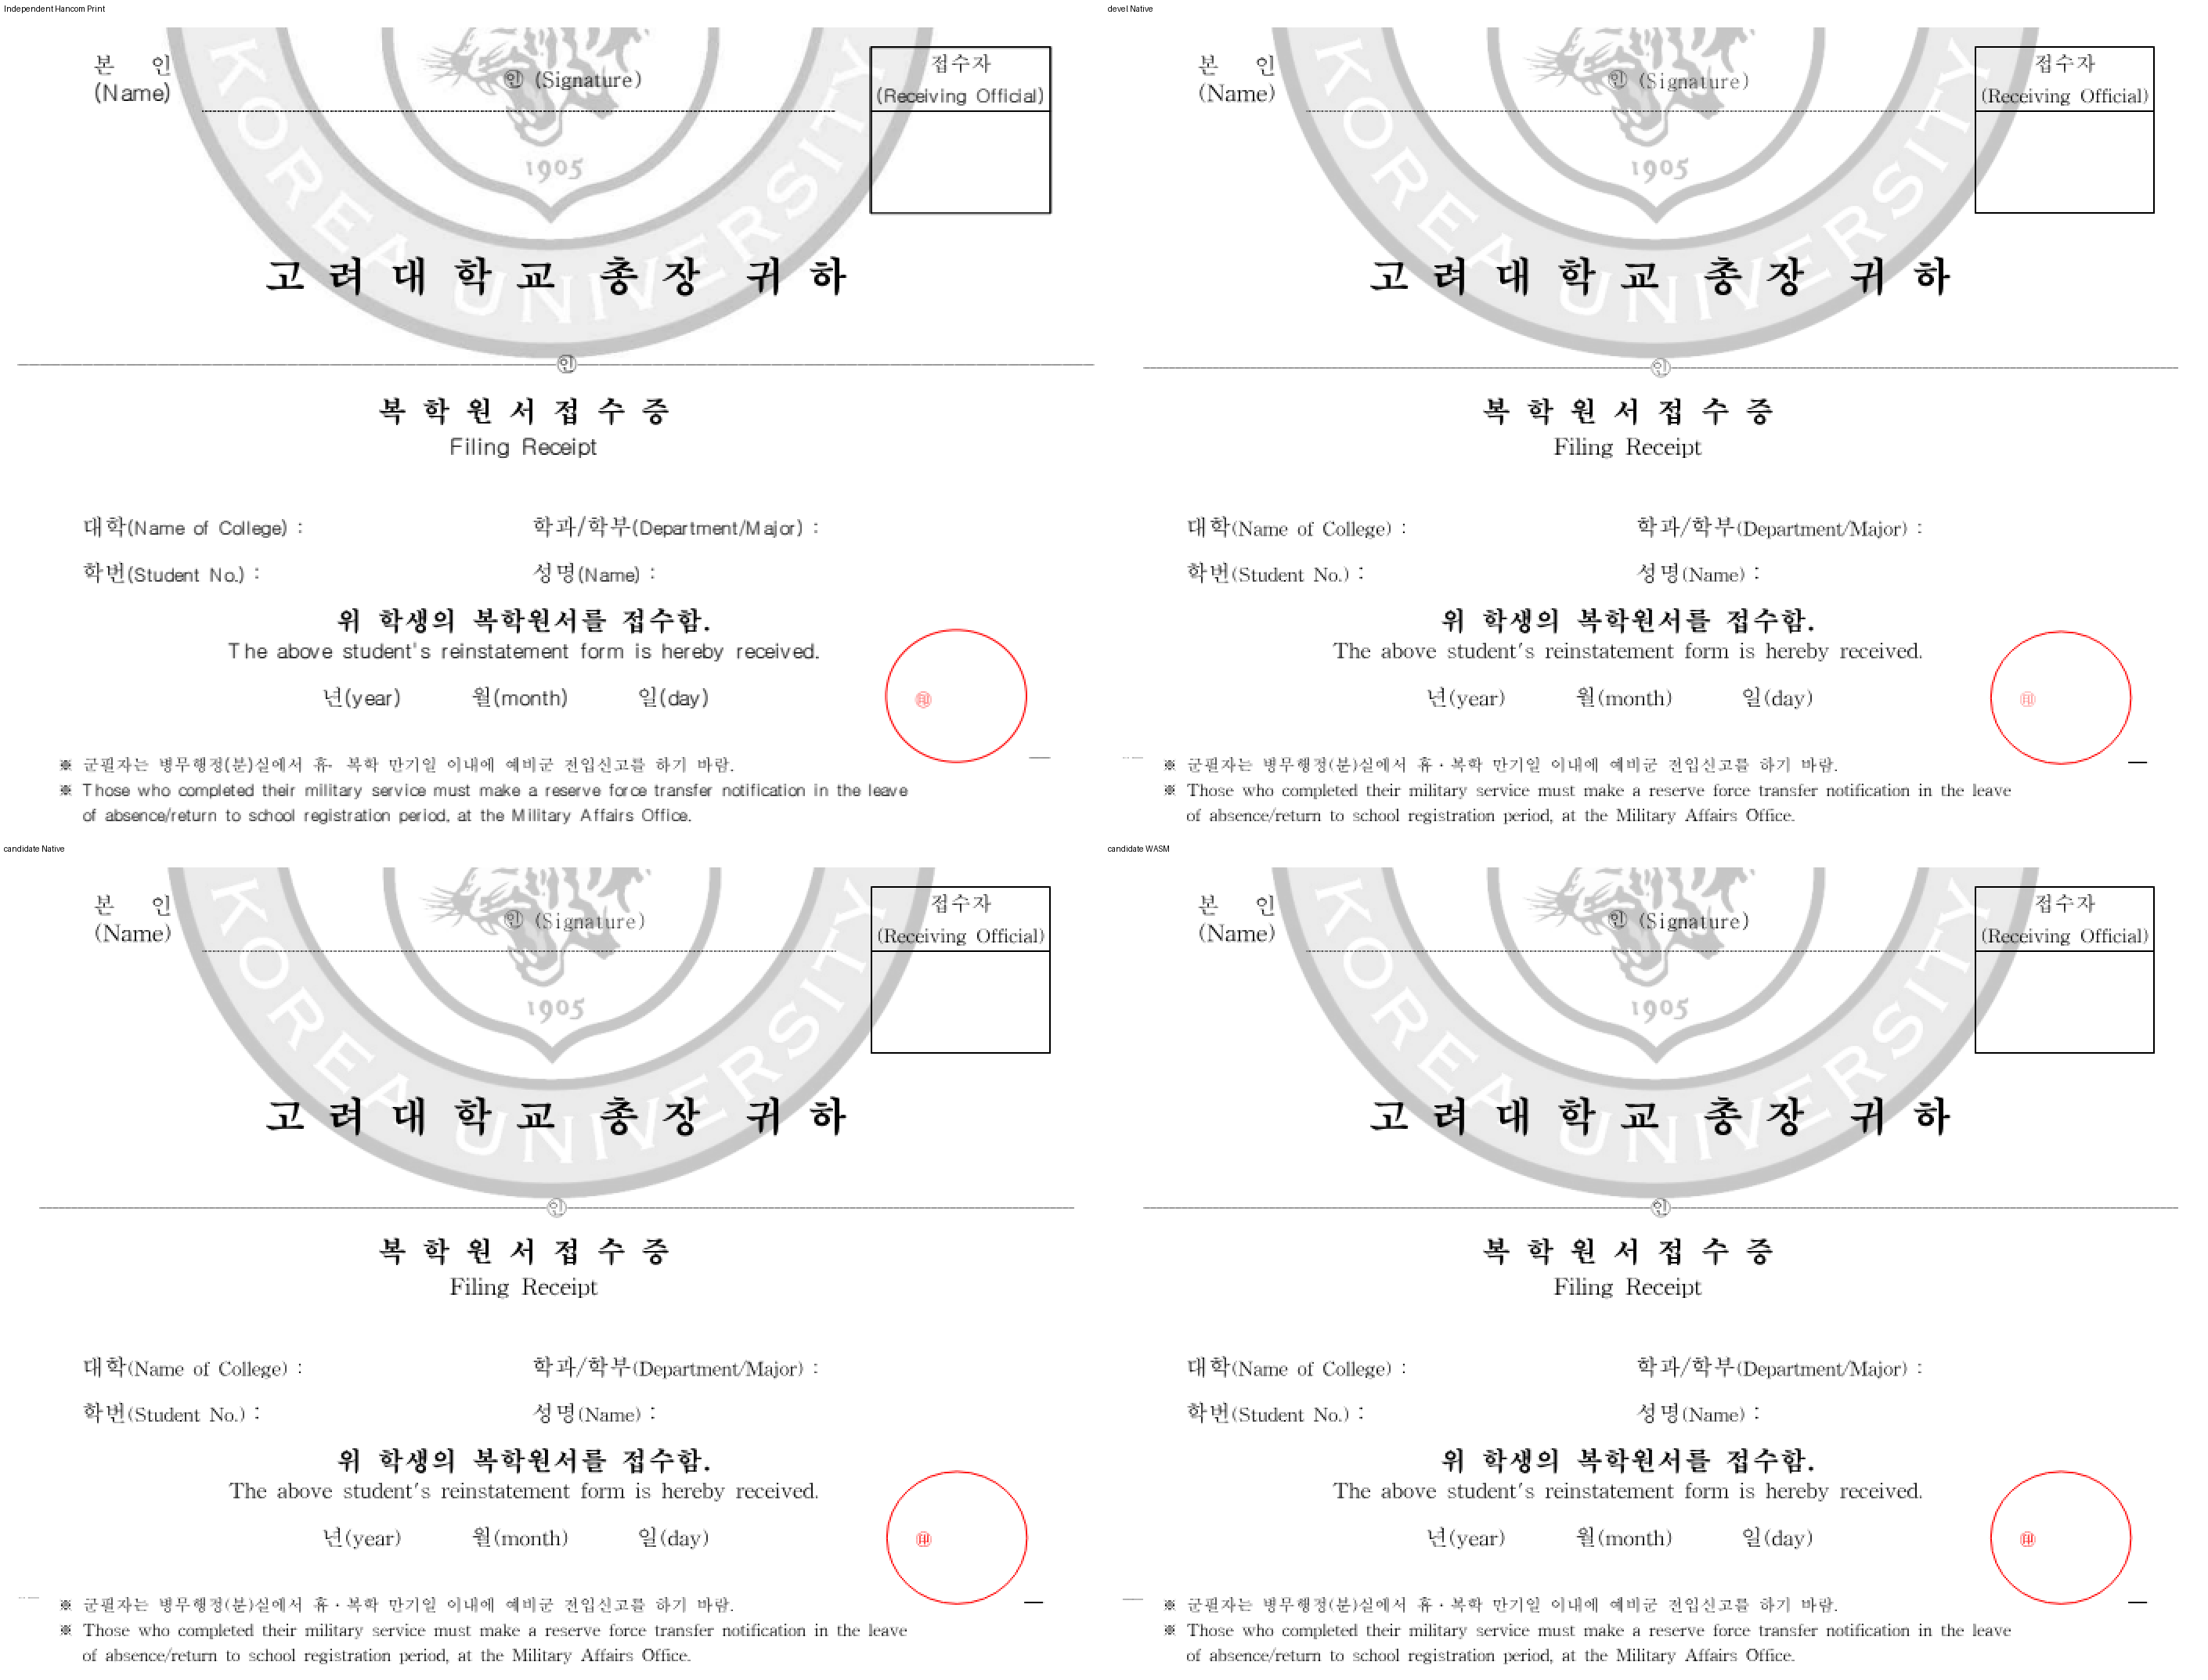 Independent Hancom Print
본 인
(Name)
㊞ (Signature)
접수자
(Receiving Official)
1905
KOREA UNIVERSITY
고 려 대 학 교 총 장 귀 하
인
복 학 원 서 접 수 증
Filing Receipt
대학(Name of College) :
학과/학부(Department/Major) :
학번(Student No.) :
성명(Name) :
위 학생의 복학원서를 접수함.
The above student's reinstatement form is hereby received.
년(year) 월(month) 일(day)
㊞
※ 군필자는 병무행정(분)실에서 휴· 복학 만기일 이내에 예비군 전입신고를 하기 바람.
※ Those who completed their military service must make a reserve force transfer notification in the leave
of absence/return to school registration period, at the Military Affairs Office.
devel Native
본 인
(Name)
㊞ (Signature)
접수자
(Receiving Official)
1905
KOREA UNIVERSITY
고 려 대 학 교 총 장 귀 하
인
복 학 원 서 접 수 증
Filing Receipt
대학(Name of College) :
학과/학부(Department/Major) :
학번(Student No.) :
성명(Name) :
위 학생의 복학원서를 접수함.
The above student's reinstatement form is hereby received.
년(year) 월(month) 일(day)
㊞
※ 군필자는 병무행정(분)실에서 휴·복학 만기일 이내에 예비군 전입신고를 하기 바람.
※ Those who completed their military service must make a reserve force transfer notification in the leave
of absence/return to school registration period, at the Military Affairs Office.
candidate Native
본 인
(Name)
㊞ (Signature)
접수자
(Receiving Official)
1905
KOREA UNIVERSITY
고 려 대 학 교 총 장 귀 하
인
복 학 원 서 접 수 증
Filing Receipt
대학(Name of College) :
학과/학부(Department/Major) :
학번(Student No.) :
성명(Name) :
위 학생의 복학원서를 접수함.
The above student's reinstatement form is hereby received.
년(year) 월(month) 일(day)
㊞
※ 군필자는 병무행정(분)실에서 휴·복학 만기일 이내에 예비군 전입신고를 하기 바람.
※ Those who completed their military service must make a reserve force transfer notification in the leave
of absence/return to school registration period, at the Military Affairs Office.
candidate WASM
본 인
(Name)
㊞ (Signature)
접수자
(Receiving Official)
1905
KOREA UNIVERSITY
고 려 대 학 교 총 장 귀 하
인
복 학 원 서 접 수 증
Filing Receipt
대학(Name of College) :
학과/학부(Department/Major) :
학번(Student No.) :
성명(Name) :
위 학생의 복학원서를 접수함.
The above student's reinstatement form is hereby received.
년(year) 월(month) 일(day)
㊞
※ 군필자는 병무행정(분)실에서 휴·복학 만기일 이내에 예비군 전입신고를 하기 바람.
※ Those who completed their military service must make a reserve force transfer notification in the leave
of absence/return to school registration period, at the Military Affairs Office.